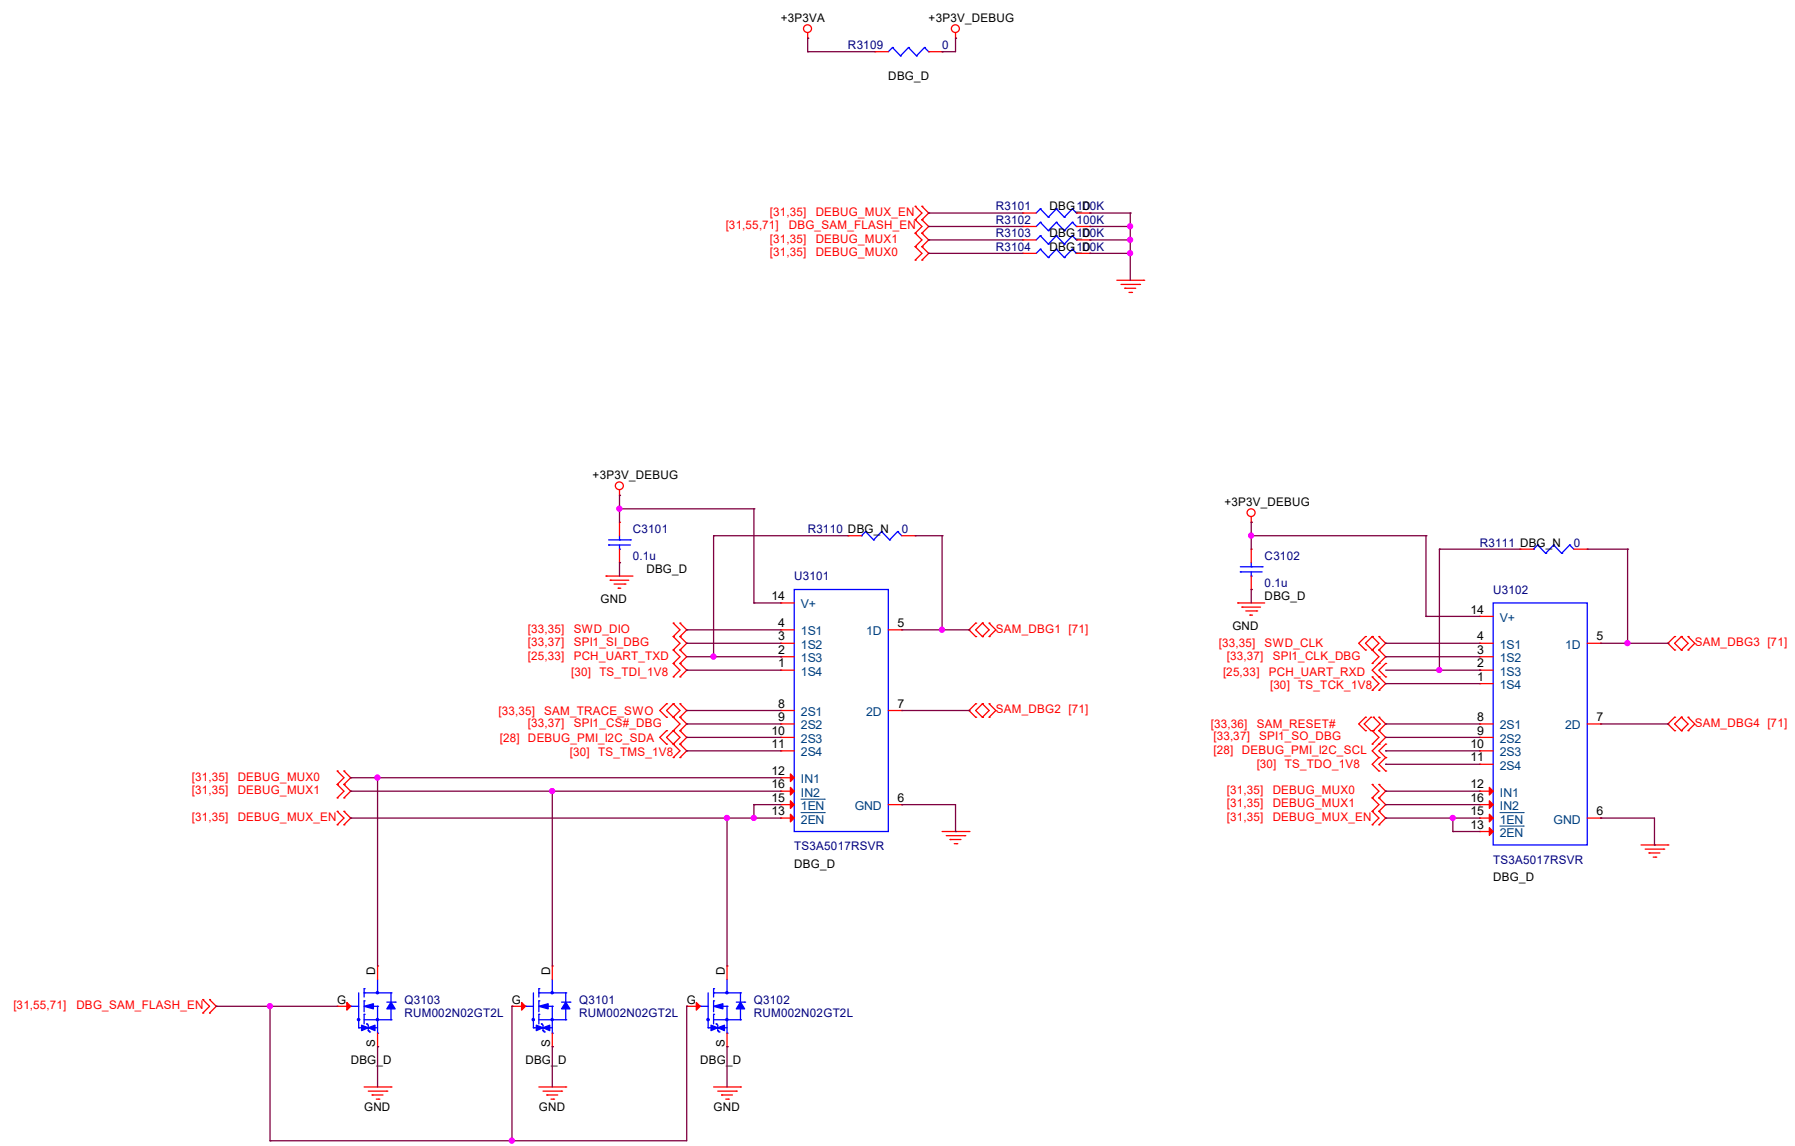 +3P3VA
+3P3V_DEBUG
R3109
0
DBG_D
[31,35] DEBUG_MUX_EN
R3101
DBG_D
100K
[31,55,71] DBG_SAM_FLASH_EN
R3102
100K
[31,35] DEBUG_MUX1
R3103
DBG_D
100K
[31,35] DEBUG_MUX0
R3104
DBG_D
100K
+3P3V_DEBUG
C3101
0.1u
DBG_D
GND
R3110
DBG_N
0
U3101
14
V+
[33,35] SWD_DIO
4
1S1
1D
5
SAM_DBG1 [71]
[33,37] SPI1_SI_DBG
3
1S2
[25,33] PCH_UART_TXD
2
1S3
[30] TS_TDI_1V8
1
1S4
[33,35] SAM_TRACE_SWO
8
2S1
2D
7
SAM_DBG2 [71]
[33,37] SPI1_CS#_DBG
9
2S2
[28] DEBUG_PMI_I2C_SDA
10
2S3
[30] TS_TMS_1V8
11
2S4
[31,35] DEBUG_MUX0
12
IN1
[31,35] DEBUG_MUX1
16
IN2
15
1EN
GND
6
[31,35] DEBUG_MUX_EN
13
2EN
TS3A5017RSVR
DBG_D
+3P3V_DEBUG
C3102
0.1u
DBG_D
GND
R3111
DBG_N
0
U3102
14
V+
[33,35] SWD_CLK
4
1S1
1D
5
SAM_DBG3 [71]
[33,37] SPI1_CLK_DBG
3
1S2
[25,33] PCH_UART_RXD
2
1S3
[30] TS_TCK_1V8
1
1S4
[33,36] SAM_RESET#
8
2S1
2D
7
SAM_DBG4 [71]
[33,37] SPI1_SO_DBG
9
2S2
[28] DEBUG_PMI_I2C_SCL
10
2S3
[30] TS_TDO_1V8
11
2S4
[31,35] DEBUG_MUX0
12
IN1
[31,35] DEBUG_MUX1
16
IN2
[31,35] DEBUG_MUX_EN
15
1EN
GND
6
13
2EN
TS3A5017RSVR
DBG_D
[31,55,71] DBG_SAM_FLASH_EN
D
G
S
Q3103
RUM002N02GT2L
DBG_D
GND
D
G
S
Q3101
RUM002N02GT2L
DBG_D
GND
D
G
S
Q3102
RUM002N02GT2L
DBG_D
GND